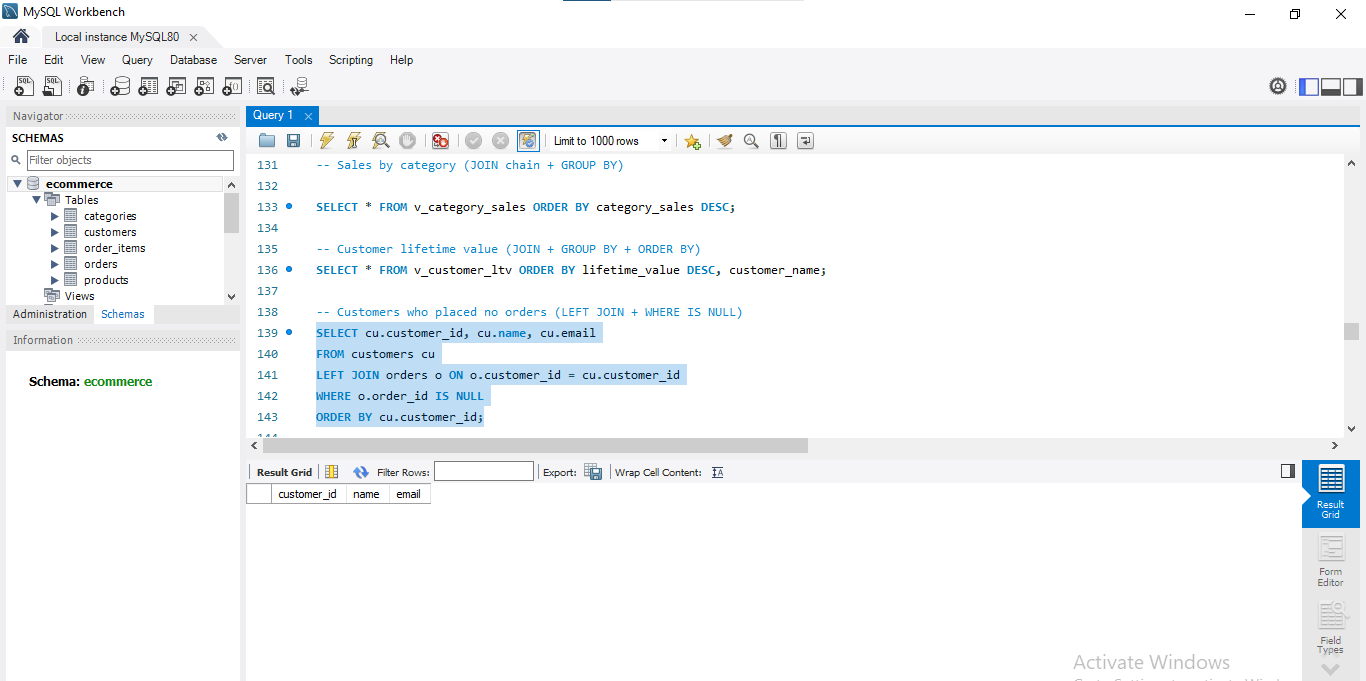 MySQL Workbench
Local instance MySQL80
File Edit View Query Database Server Tools Scripting Help
Navigator
SCHEMAS
Filter objects
ecommerce
Tables
categories
customers
order_items
orders
products
Views
Administration Schemas
Information
Schema: ecommerce
Query 1
Limit to 1000 rows
131 -- Sales by category (JOIN chain + GROUP BY)
132
133 SELECT * FROM v_category_sales ORDER BY category_sales DESC;
134
135 -- Customer lifetime value (JOIN + GROUP BY + ORDER BY)
136 SELECT * FROM v_customer_ltv ORDER BY lifetime_value DESC, customer_name;
137
138 -- Customers who placed no orders (LEFT JOIN + WHERE IS NULL)
139 SELECT cu.customer_id, cu.name, cu.email
140 FROM customers cu
141 LEFT JOIN orders o ON o.customer_id = cu.customer_id
142 WHERE o.order_id IS NULL
143 ORDER BY cu.customer_id;
Result Grid Filter Rows: Export: Wrap Cell Content:
customer_id name email
Result
Grid
Form
Editor
Field
Types
Activate Windows